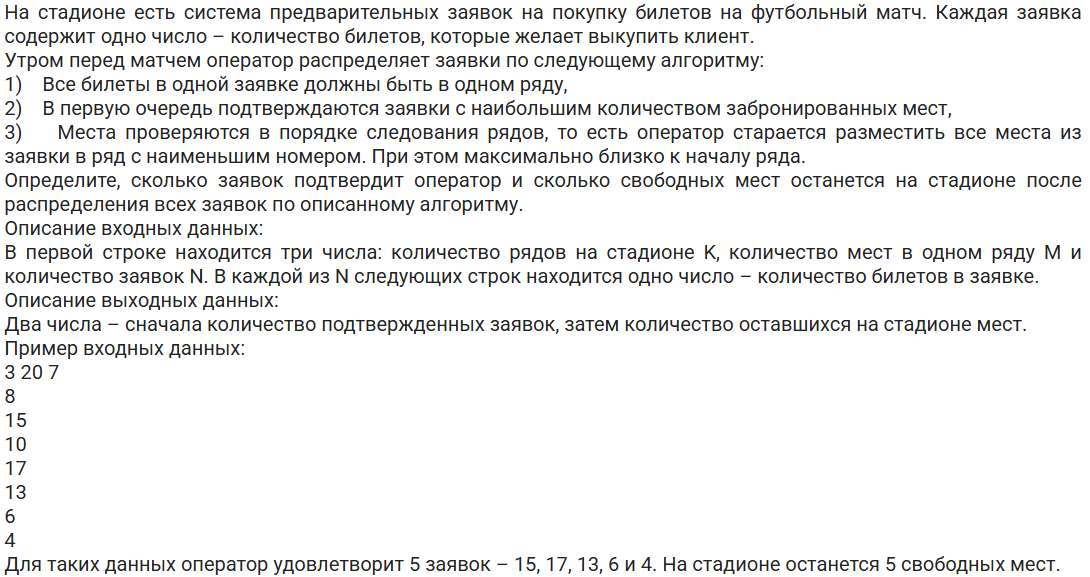 На стадионе есть система предварительных заявок на покупку билетов на футбольный матч. Каждая заявка
содержит одно число – количество билетов, которые желает выкупить клиент.
Утром перед матчем оператор распределяет заявки по следующему алгоритму:
1) Все билеты в одной заявке должны быть в одном ряду,
2) В первую очередь подтверждаются заявки с наибольшим количеством забронированных мест,
3) Места проверяются в порядке следования рядов, то есть оператор старается разместить все места из
заявки в ряд с наименьшим номером. При этом максимально близко к началу ряда.
Определите, сколько заявок подтвердит оператор и сколько свободных мест останется на стадионе после
распределения всех заявок по описанному алгоритму.
Описание входных данных:
В первой строке находится три числа: количество рядов на стадионе K, количество мест в одном ряду M и
количество заявок N. В каждой из N следующих строк находится одно число – количество билетов в заявке.
Описание выходных данных:
Два числа – сначала количество подтвержденных заявок, затем количество оставшихся на стадионе мест.
Пример входных данных:
3 20 7
8
15
10
17
13
6
4
Для таких данных оператор удовлетворит 5 заявок – 15, 17, 13, 6 и 4. На стадионе останется 5 свободных мест.